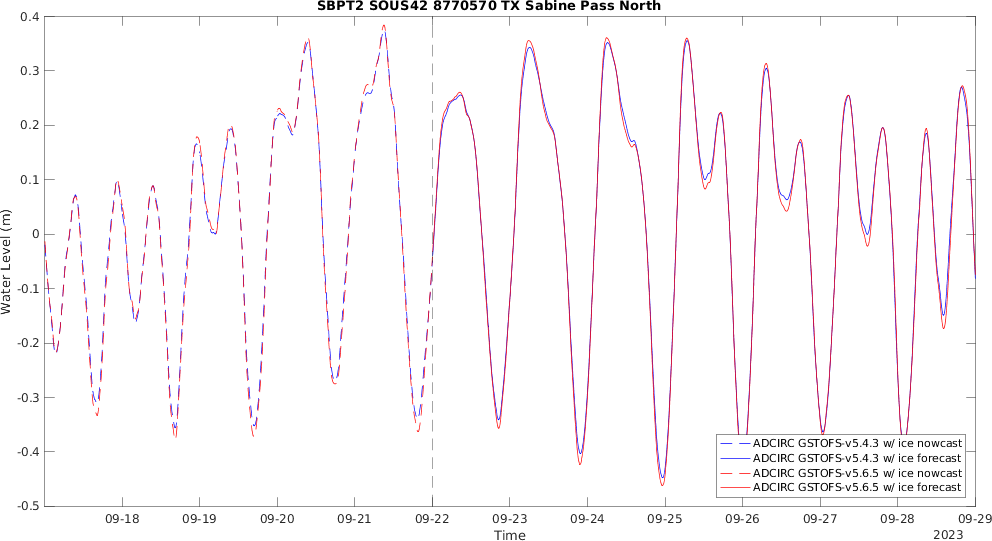 SBPT2 SOUS42 8770570 TX Sabine Pass North
0.4
0.3
0.2
0.1
0
-0.1
-0.2
-0.3
-0.4
-0.5
Water Level (m)
ADCIRC GSTOFS-v5.4.3 w/ ice nowcast
ADCIRC GSTOFS-v5.4.3 w/ ice forecast
ADCIRC GSTOFS-v5.6.5 w/ ice nowcast
ADCIRC GSTOFS-v5.6.5 w/ ice forecast
09-18 09-19 09-20 09-21 09-22 09-23 09-24 09-25 09-26 09-27 09-28 09-29
Time 2023